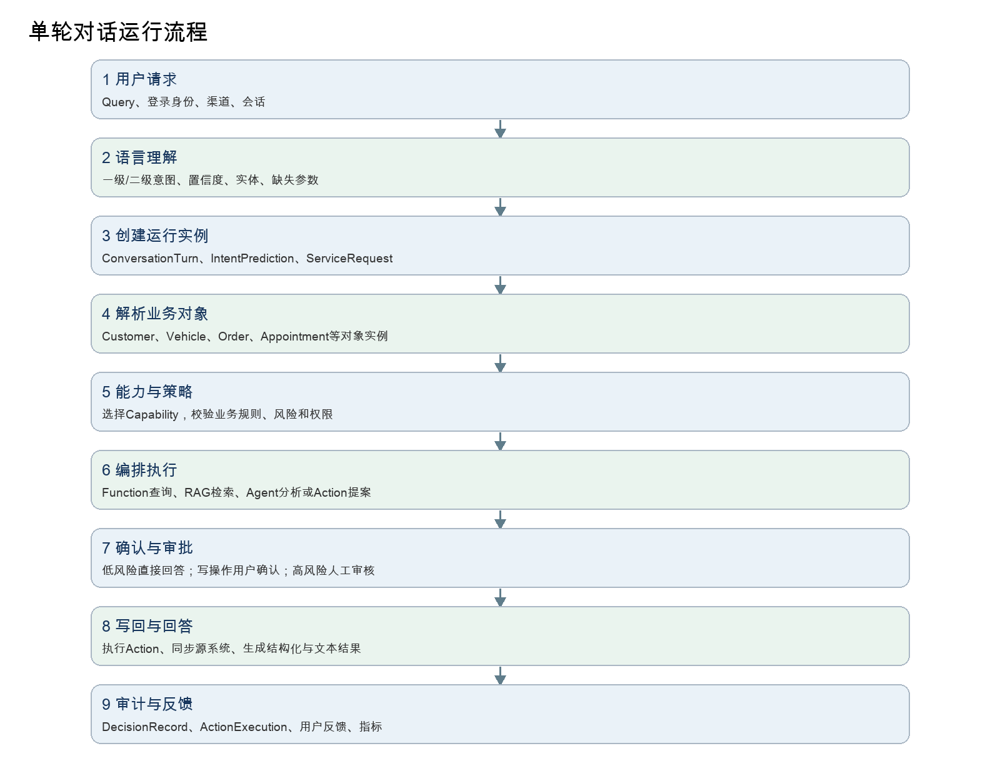 单轮对话运行流程
1 用户请求
Query、登录身份、渠道、会话
2 语言理解
一级/二级意图、置信度、实体、缺失参数
3 创建运行实例
ConversationTurn、IntentPrediction、ServiceRequest
4 解析业务对象
Customer、Vehicle、Order、Appointment等对象实例
5 能力与策略
选择Capability，校验业务规则、风险和权限
6 编排执行
Function查询、RAG检索、Agent分析或Action提案
7 确认与审批
低风险直接回答；写操作用户确认；高风险人工审核
8 写回与回答
执行Action、同步源系统、生成结构化与文本结果
9 审计与反馈
DecisionRecord、ActionExecution、用户反馈、指标